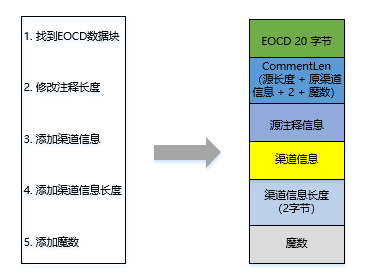 1. 找到EOCD数据块
2. 修改注释长度
3. 添加渠道信息
4. 添加渠道信息长度
5. 添加魔数
EOCD 20 字节
CommentLen
（源长度 + 原渠道
信息 + 2 + 魔数）
源注释信息
渠道信息
渠道信息长度
（2字节）
魔数